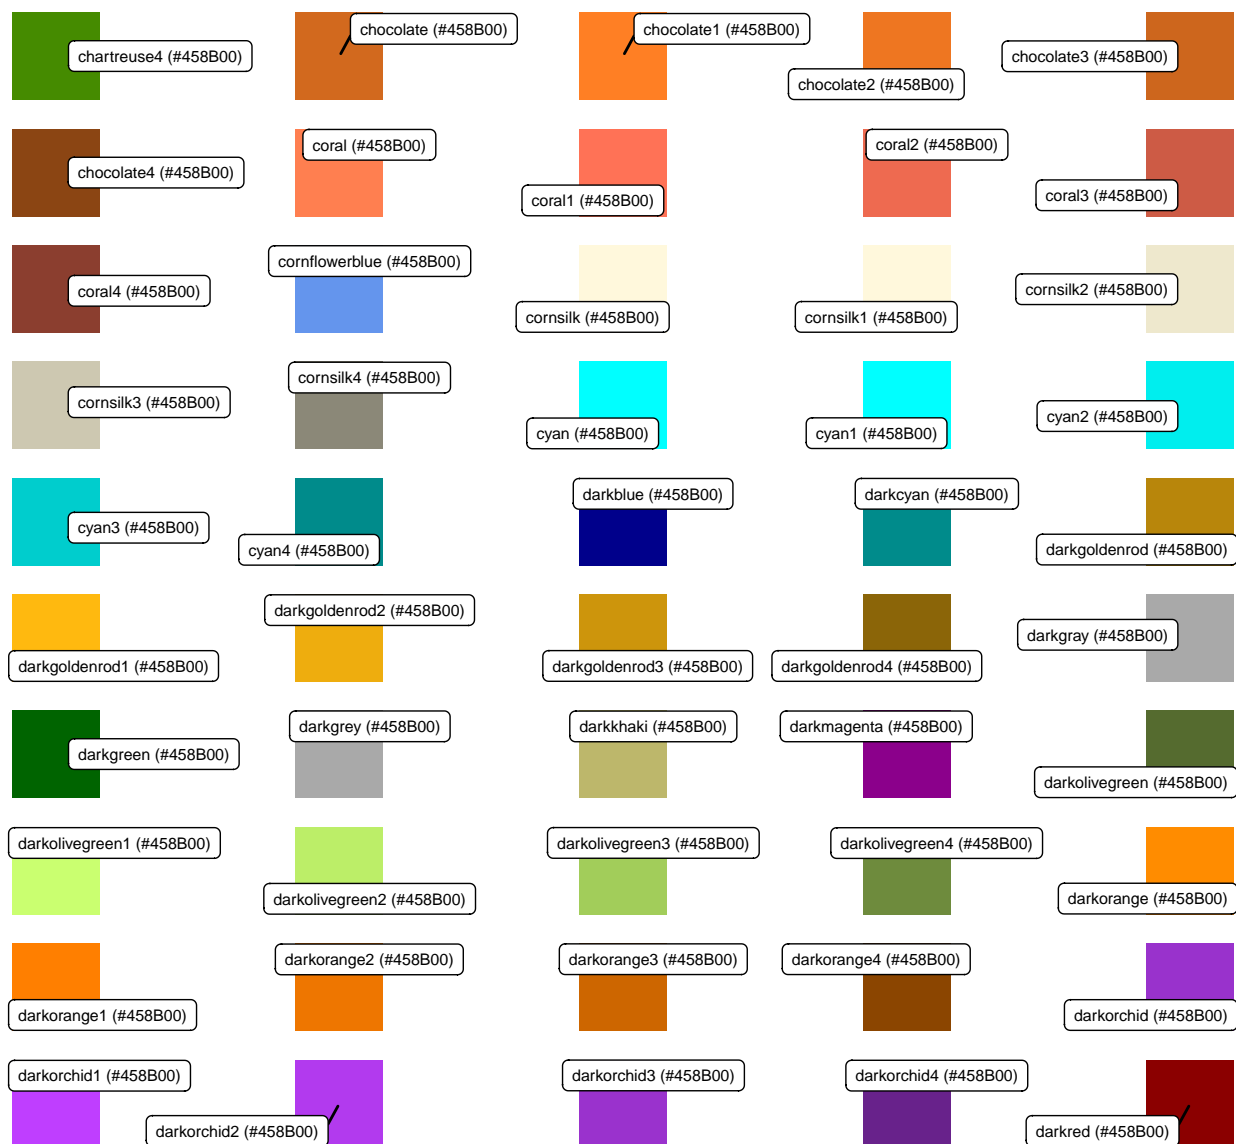 chartreuse4 (#458B00)
chocolate (#458B00)
chocolate1 (#458B00)
chocolate2 (#458B00)
chocolate3 (#458B00)
chocolate4 (#458B00)
coral (#458B00)
coral1 (#458B00)
coral2 (#458B00)
coral3 (#458B00)
coral4 (#458B00)
cornflowerblue (#458B00)
cornsilk (#458B00)
cornsilk1 (#458B00)
cornsilk2 (#458B00)
cornsilk3 (#458B00)
cornsilk4 (#458B00)
cyan (#458B00)
cyan1 (#458B00)
cyan2 (#458B00)
cyan3 (#458B00)
cyan4 (#458B00)
darkblue (#458B00)
darkcyan (#458B00)
darkgoldenrod (#458B00)
darkgoldenrod1 (#458B00)
darkgoldenrod2 (#458B00)
darkgoldenrod3 (#458B00)
darkgoldenrod4 (#458B00)
darkgray (#458B00)
darkgreen (#458B00)
darkgrey (#458B00)
darkkhaki (#458B00)
darkmagenta (#458B00)
darkolivegreen (#458B00)
darkolivegreen1 (#458B00)
darkolivegreen2 (#458B00)
darkolivegreen3 (#458B00)
darkolivegreen4 (#458B00)
darkorange (#458B00)
darkorange1 (#458B00)
darkorange2 (#458B00)
darkorange3 (#458B00)
darkorange4 (#458B00)
darkorchid (#458B00)
darkorchid1 (#458B00)
darkorchid2 (#458B00)
darkorchid3 (#458B00)
darkorchid4 (#458B00)
darkred (#458B00)